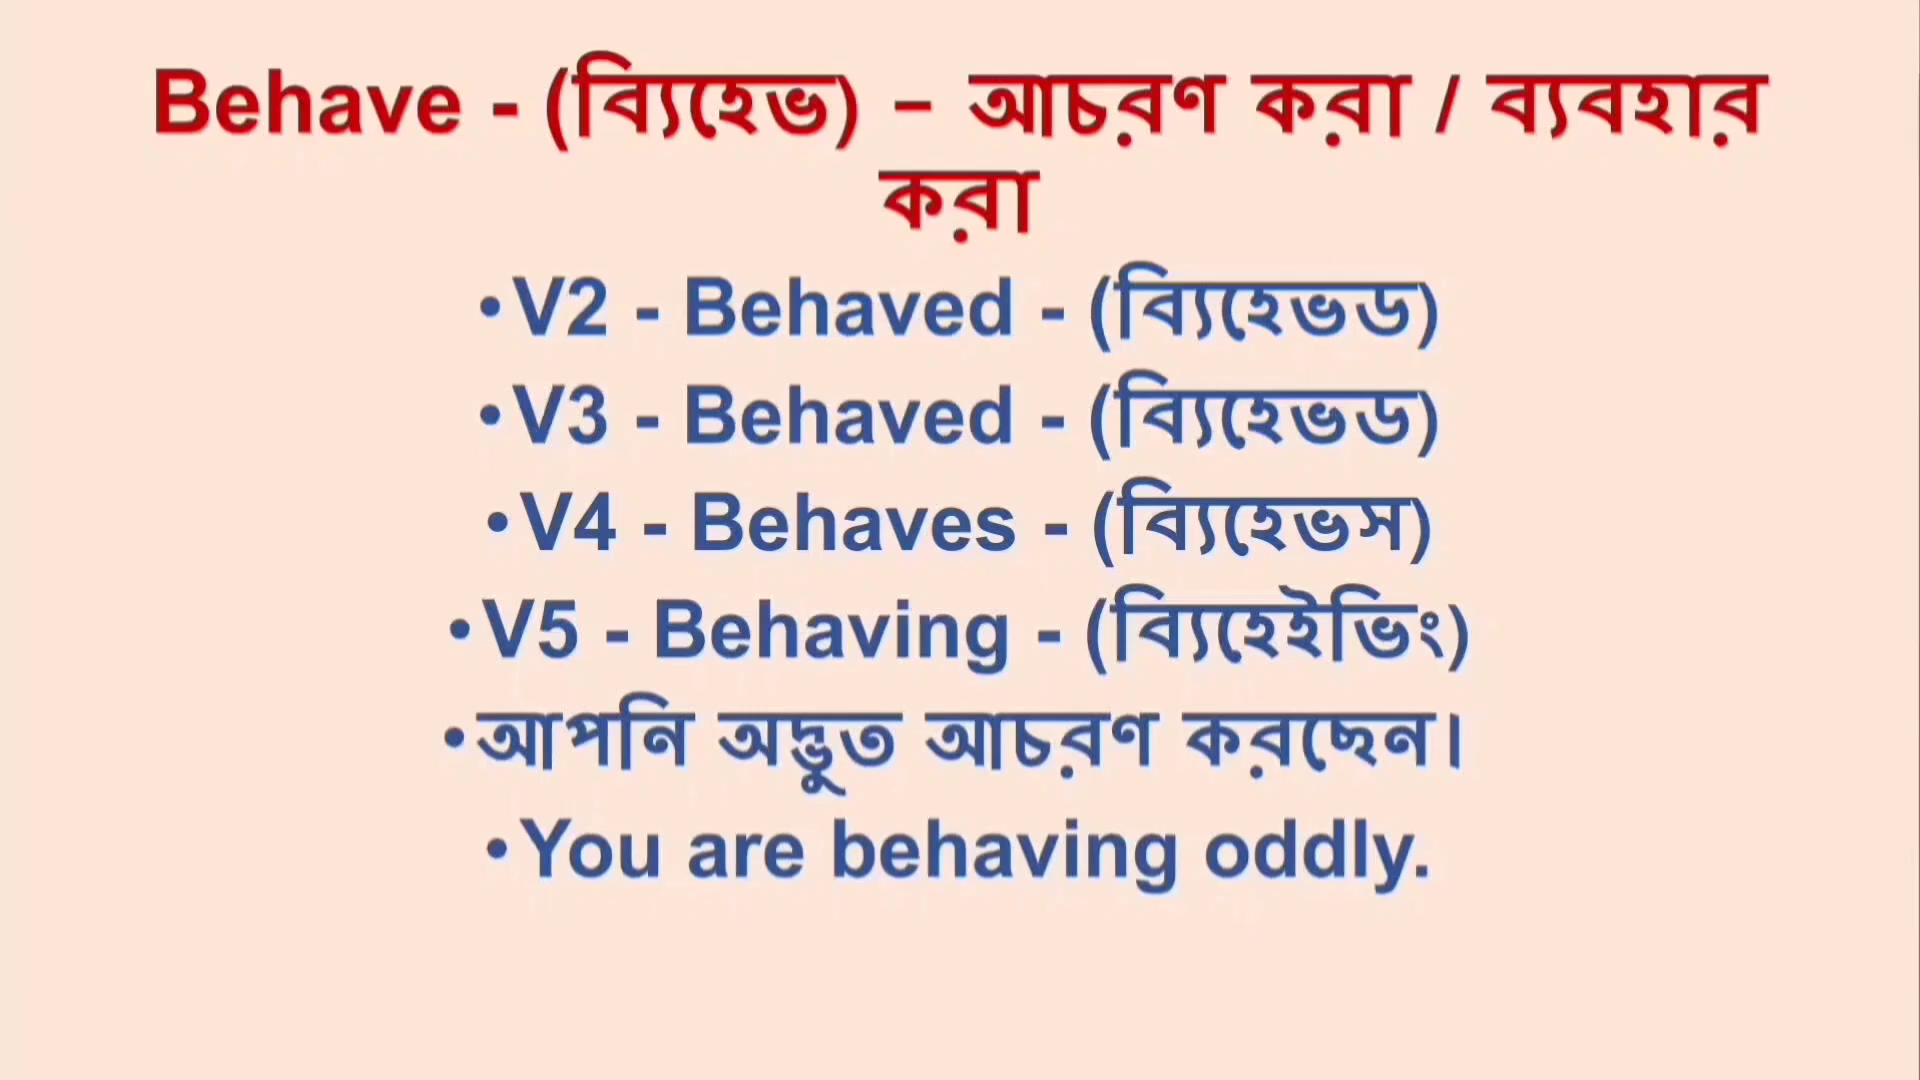 Behave - (বিযিহেভ) – আচরণ করা / ব্যবহার
করা
•V2 - Behaved - (বিযিহেভড)
•V3 - Behaved - (বিযিহেভড)
•V4 - Behaves - (বিযিহেভস)
•V5 - Behaving - (বিযিহেইভিং)
•আপনি অদ্ভুত আচরণ করছেন।
•You are behaving oddly.